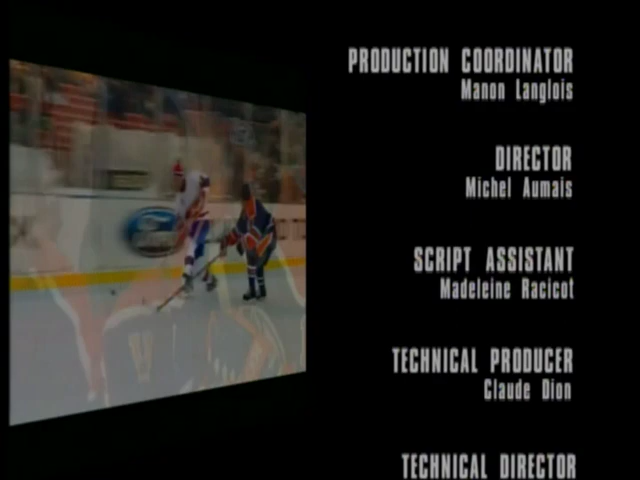 PRODUCTION COORDINATOR
Manon Langlois
DIRECTOR
Michel Aumais
SCRIPT ASSISTANT
Madeleine Racicot
TECHNICAL PRODUCER
Claude Dion
TECHNICAL DIRECTOR